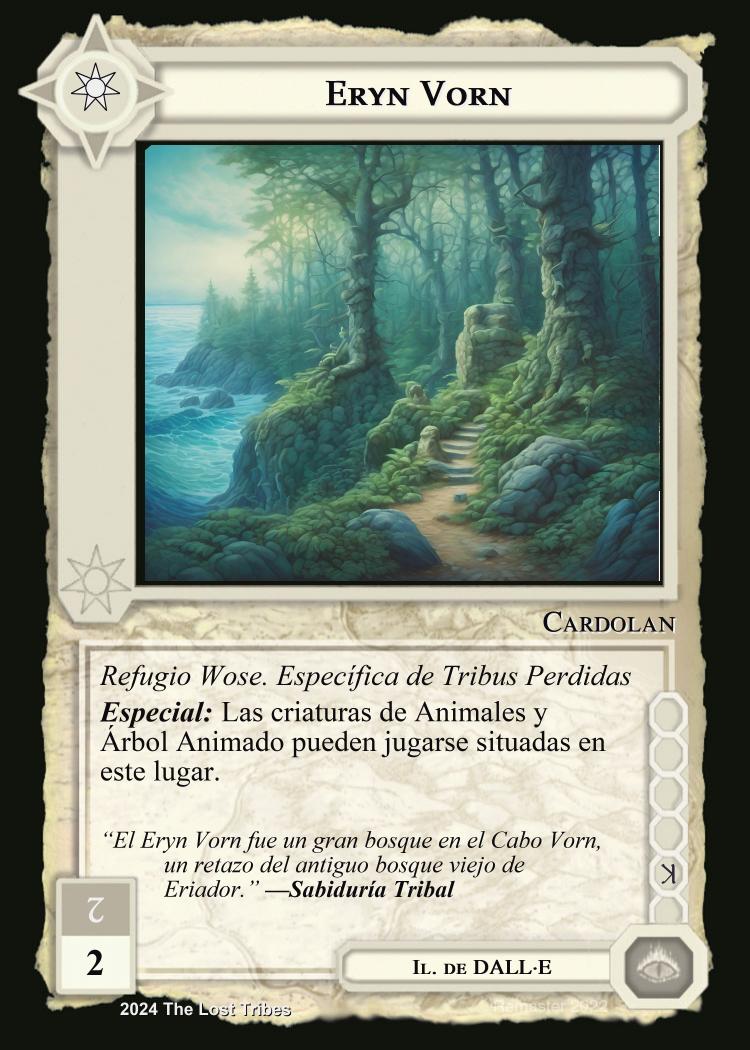 Eryn Vorn
Cardolan
Refugio Wose. Específica de Tribus Perdidas
Especial: Las criaturas de Animales y
Árbol Animado pueden jugarse situadas en
este lugar.
“El Eryn Vorn fue un gran bosque en el Cabo Vorn,
un retazo del antiguo bosque viejo de
Eriador.” —Sabiduría Tribal
2
2
Il. de DALL·E
2024 The Lost Tribes
Remaster 2022